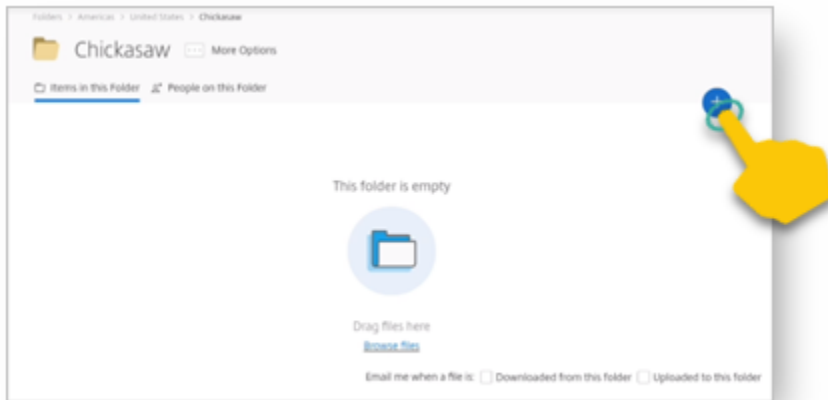 Folders > Americas > United States > Chickasaw
Chickasaw ... More Options
Items in this Folder People on this Folder
+
This folder is empty
Drag files here
Browse files
Email me when a file is: Downloaded from this folder Uploaded to this folder